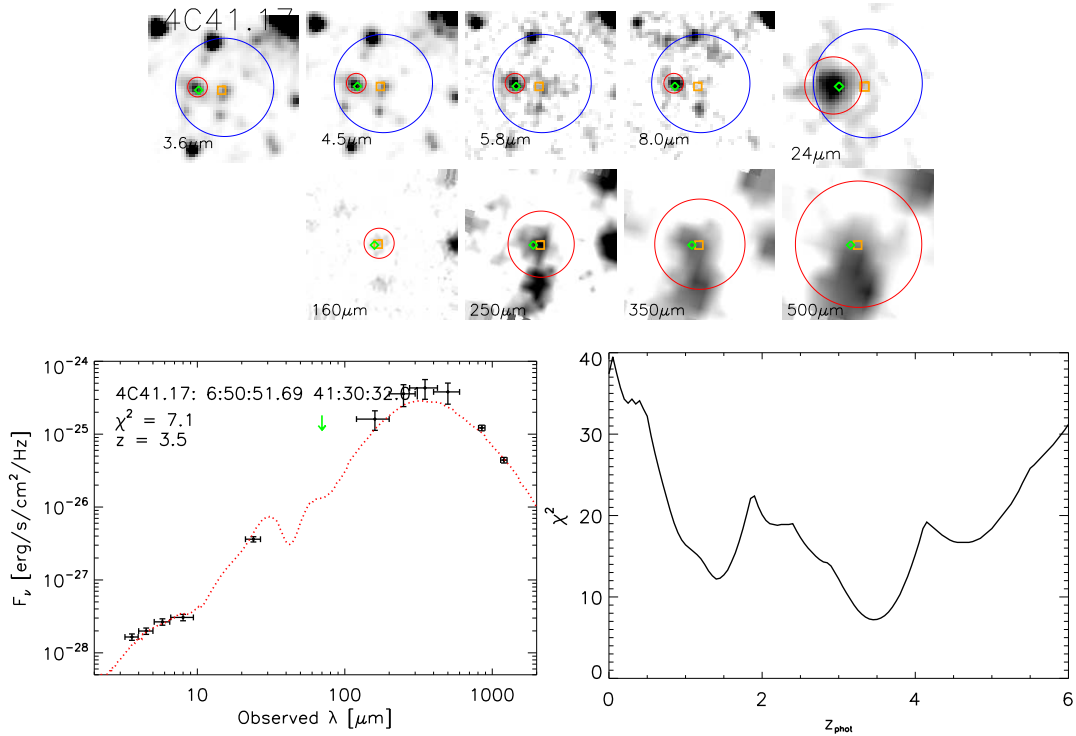 4C41.17
3.6μm
4.5μm
5.8μm
8.0μm
24μm
160μm
250μm
350μm
500μm
10⁻²⁴
10⁻²⁵
10⁻²⁶
10⁻²⁷
10⁻²⁸
Fν [erg/s/cm²/Hz]
4C41.17: 6:50:51.69 41:30:32.0
χ² = 7.1
z = 3.5
10
100
1000
Observed λ [μm]
40
30
20
10
0
χ²
0
2
4
6
Zphot